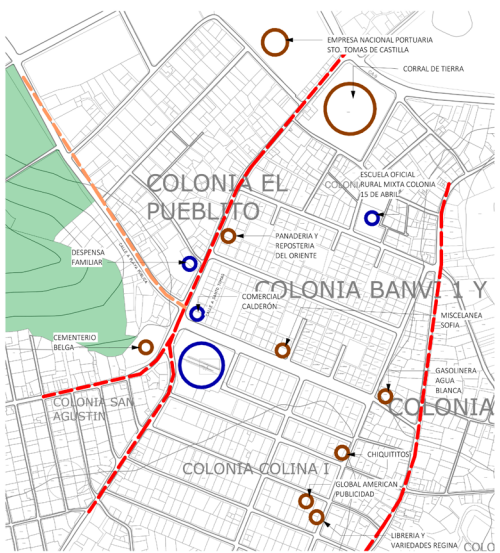 EMPRESA NACIONAL PORTUARIA
STO. TOMAS DE CASTILLA
CORRAL DE TIERRA
ESCUELA OFICIAL
RURAL MIXTA COLONIA
15 DE ABRIL
COLONIA EL
PUEBLITO
PANADERIA Y
REPOSTERIA
DEL ORIENTE
DESPENSA
FAMILIAR
COLONIA BANVI 1 Y
COMERCIAL
CALDERÓN
MISCELANEA
SOFIA
CEMENTERIO
BELGA
GASOLINERA
AGUA
BLANCA
COLONIA SAN
AGUSTIN
COLONIA
CHIQUITITOS
COLONIA COLINA I
GLOBAL AMERICAN
PUBLICIDAD
LIBRERIA Y
VARIEDADES REGINA
COLO